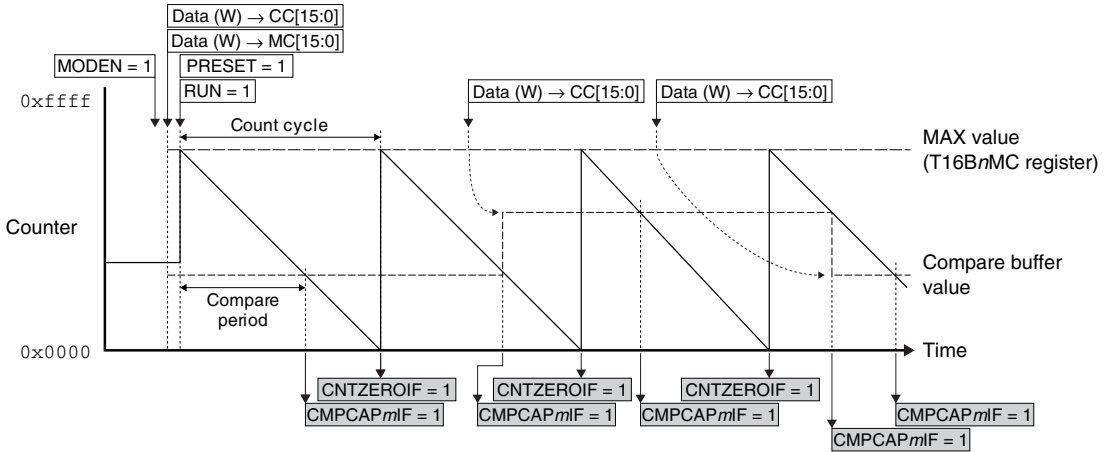 Data (W) → CC[15:0]
Data (W) → MC[15:0]
MODEN = 1
PRESET = 1
RUN = 1
Data (W) → CC[15:0]
Data (W) → CC[15:0]
0xffff
Count cycle
MAX value
(T16BnMC register)
Counter
Compare
period
Compare buffer
value
0x0000
Time
CNTZEROIF = 1
CNTZEROIF = 1
CNTZEROIF = 1
CMPCAPmIF = 1
CMPCAPmIF = 1
CMPCAPmIF = 1
CMPCAPmIF = 1
CMPCAPmIF = 1